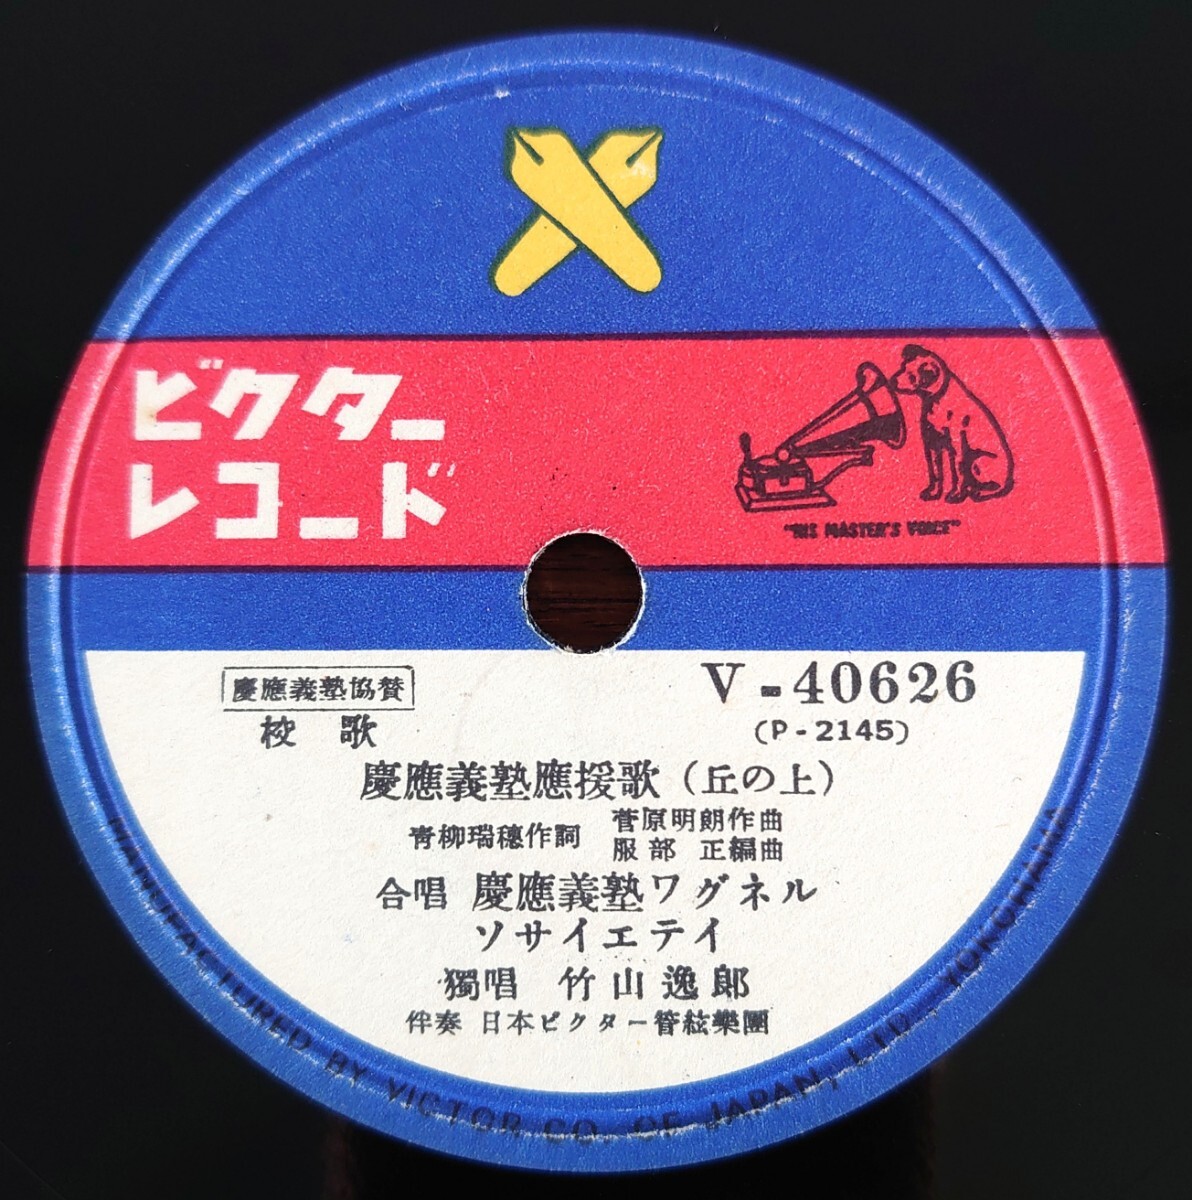 ビクター
レコード
"HIS MASTER'S VOICE"
慶應義塾協賛
校歌
V-40626
(P-2145)
慶應義塾應援歌(丘の上)
青柳瑞穗作詞
菅原明朗作曲
服部 正編曲
合唱 慶應義塾ワグネル
ソサイエテイ
獨唱 竹山逸郎
伴奏 日本ビクター管絃樂團
MANUFACTURED BY VICTOR CO. OF JAPAN, LTD., YOKOHAMA